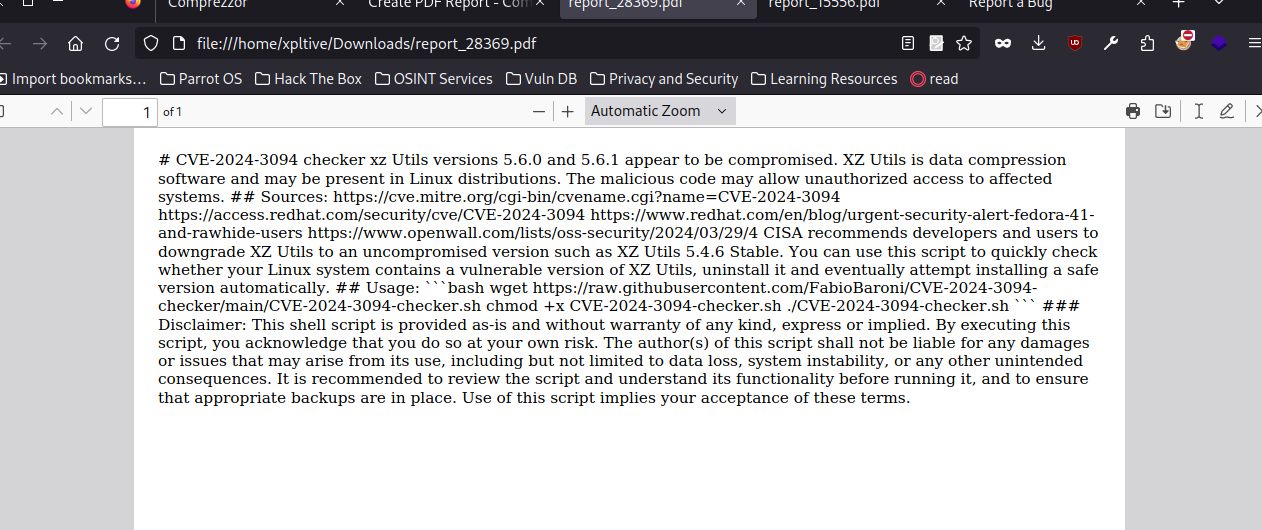 Comprezzor
Create PDF Report - Com
report_28369.pdf
report_15556.pdf
Report a Bug
file:///home/xpltive/Downloads/report_28369.pdf
Import bookmarks... Parrot OS Hack The Box OSINT Services Vuln DB Privacy and Security Learning Resources read
1 of 1 Automatic Zoom
# CVE-2024-3094 checker xz Utils versions 5.6.0 and 5.6.1 appear to be compromised. XZ Utils is data compression
software and may be present in Linux distributions. The malicious code may allow unauthorized access to affected
systems. ## Sources: https://cve.mitre.org/cgi-bin/cvename.cgi?name=CVE-2024-3094
https://access.redhat.com/security/cve/CVE-2024-3094 https://www.redhat.com/en/blog/urgent-security-alert-fedora-41-
and-rawhide-users https://www.openwall.com/lists/oss-security/2024/03/29/4 CISA recommends developers and users to
downgrade XZ Utils to an uncompromised version such as XZ Utils 5.4.6 Stable. You can use this script to quickly check
whether your Linux system contains a vulnerable version of XZ Utils, uninstall it and eventually attempt installing a safe
version automatically. ## Usage: ```bash wget https://raw.githubusercontent.com/FabioBaroni/CVE-2024-3094-
checker/main/CVE-2024-3094-checker.sh chmod +x CVE-2024-3094-checker.sh ./CVE-2024-3094-checker.sh ``` ###
Disclaimer: This shell script is provided as-is and without warranty of any kind, express or implied. By executing this
script, you acknowledge that you do so at your own risk. The author(s) of this script shall not be liable for any damages
or issues that may arise from its use, including but not limited to data loss, system instability, or any other unintended
consequences. It is recommended to review the script and understand its functionality before running it, and to ensure
that appropriate backups are in place. Use of this script implies your acceptance of these terms.